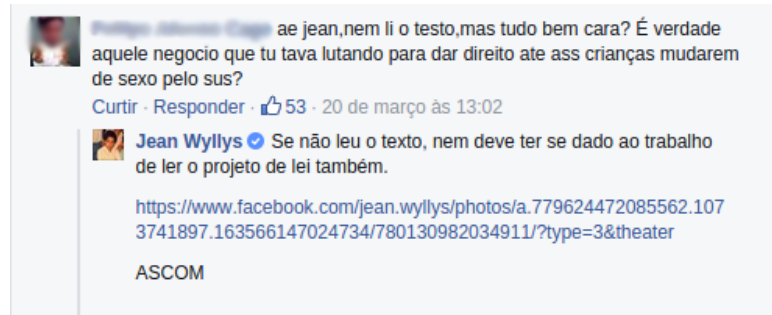 ae jean,nem li o testo,mas tudo bem cara? É verdade
aquele negocio que tu tava lutando para dar direito ate ass crianças mudarem
de sexo pelo sus?
Curtir · Responder · 53 · 20 de março às 13:02
Jean Wyllys Se não leu o texto, nem deve ter se dado ao trabalho
de ler o projeto de lei também.
https://www.facebook.com/jean.wyllys/photos/a.779624472085562.107
3741897.163566147024734/780130982034911/?type=3&theater
ASCOM